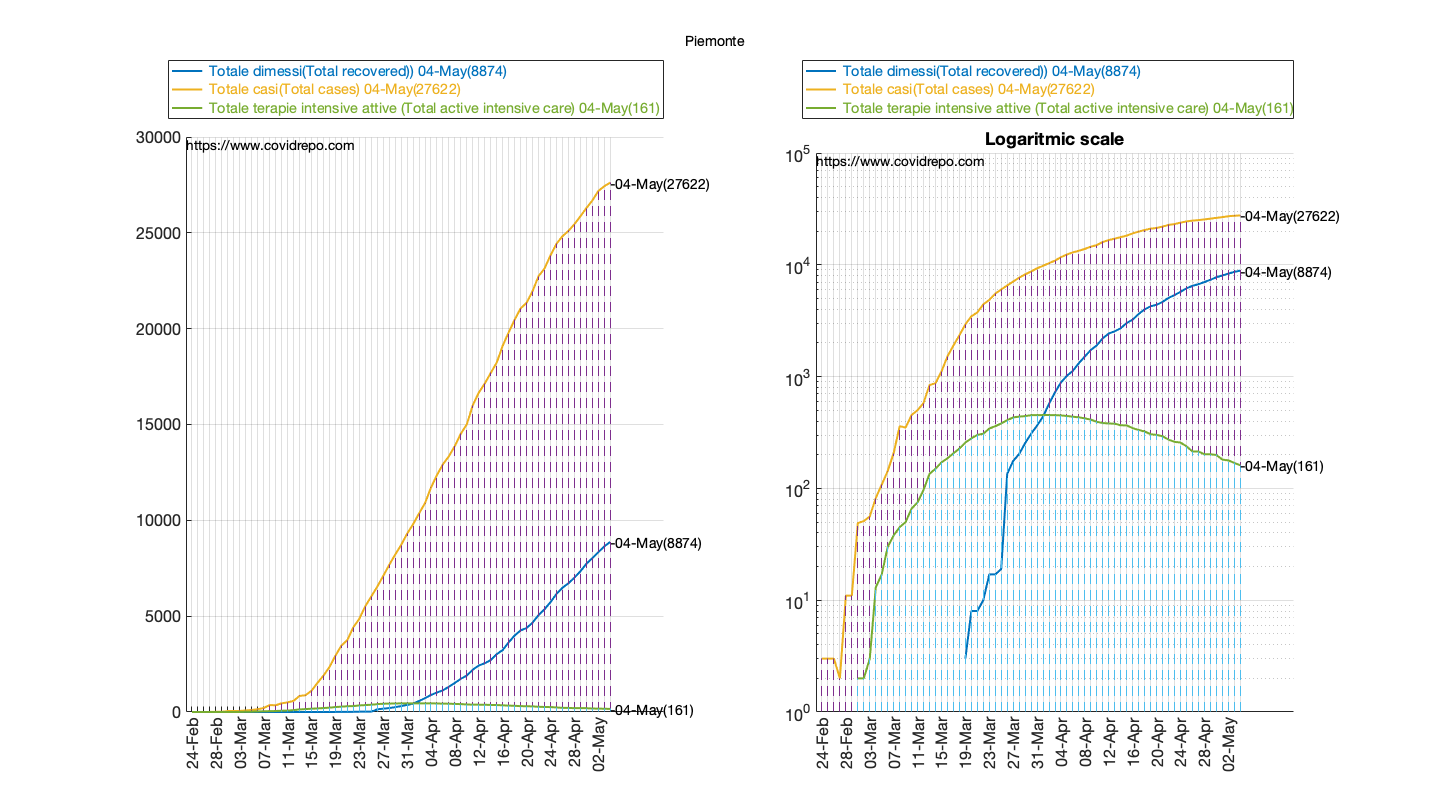 Piemonte
Totale dimessi(Total recovered)) 04-May(8874)
Totale casi(Total cases) 04-May(27622)
Totale terapie intensive attive (Total active intensive care) 04-May(161)
https://www.covidrepo.com
30000
25000
20000
15000
10000
5000
0
04-May(27622)
04-May(8874)
04-May(161)
24-Feb
28-Feb
03-Mar
07-Mar
11-Mar
15-Mar
19-Mar
23-Mar
27-Mar
31-Mar
04-Apr
08-Apr
12-Apr
16-Apr
20-Apr
24-Apr
28-Apr
02-May
Totale dimessi(Total recovered)) 04-May(8874)
Totale casi(Total cases) 04-May(27622)
Totale terapie intensive attive (Total active intensive care) 04-May(161)
Logaritmic scale
https://www.covidrepo.com
10^5
10^4
10^3
10^2
10^1
10^0
04-May(27622)
04-May(8874)
04-May(161)
24-Feb
28-Feb
03-Mar
07-Mar
11-Mar
15-Mar
19-Mar
23-Mar
27-Mar
31-Mar
04-Apr
08-Apr
12-Apr
16-Apr
20-Apr
24-Apr
28-Apr
02-May